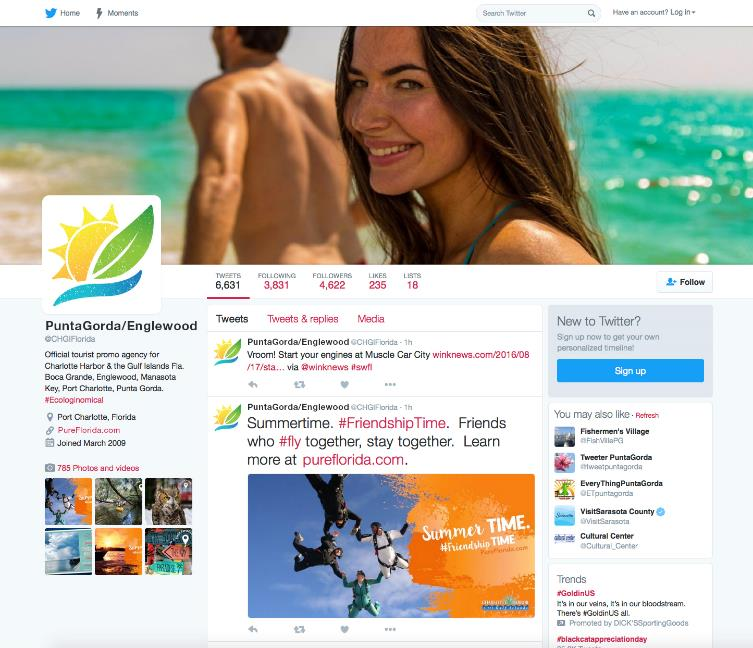 Home
Moments
Search Twitter
Have an account? Log in
TWEETS
6,631
FOLLOWING
3,831
FOLLOWERS
4,622
LIKES
235
LISTS
18
Follow
PuntaGorda/Englewood
@CHGIFlorida
Official tourist promo agency for
Charlotte Harbor & the Gulf Islands Fla.
Boca Grande, Englewood, Manasota
Key, Port Charlotte, Punta Gorda.
#Ecologinomical
Port Charlotte, Florida
PureFlorida.com
Joined March 2009
785 Photos and videos
Tweets
Tweets & replies
Media
PuntaGorda/Englewood @CHGIFlorida · 1h
Vroom! Start your engines at Muscle Car City winknews.com/2016/08
/17/sta... via @winknews #swfl
PuntaGorda/Englewood @CHGIFlorida · 1h
Summertime. #FriendshipTime. Friends
who #fly together, stay together. Learn
more at pureflorida.com.
Summer TIME.
#Friendship TIME
PureFlorida.com
New to Twitter?
Sign up now to get your own
personalized timeline!
Sign up
You may also like · Refresh
Fishermen's Village
@FishVillePG
Tweeter PuntaGorda
@tweetpuntagorda
EveryThingPuntaGorda
@ETpuntagorda
VisitSarasota County
@VisitSarasota
Cultural Center
@Cultural_Center
Trends
#GoldinUS
It's in our veins, it's in our bloodstream.
There's #GoldinUS all.
Promoted by DICK'SSportingGoods
#blackcatappreciationday